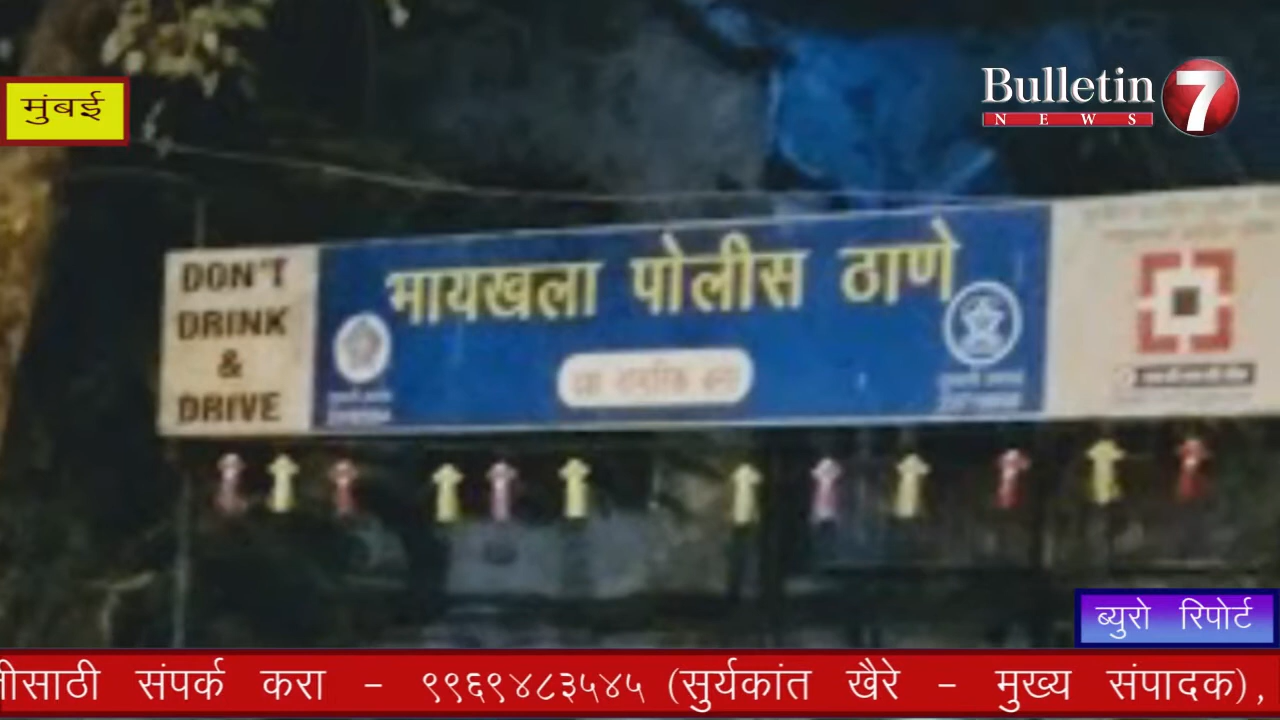 मुंबई
Bulletin 7
NEWS
DON'T
DRINK
&
DRIVE
भायखला पोलीस ठाणे
ब्युरो रिपोर्ट
ीसाठी संपर्क करा - ९९६९४८३५४५ (सुर्यकांत खैरे - मुख्य संपादक),